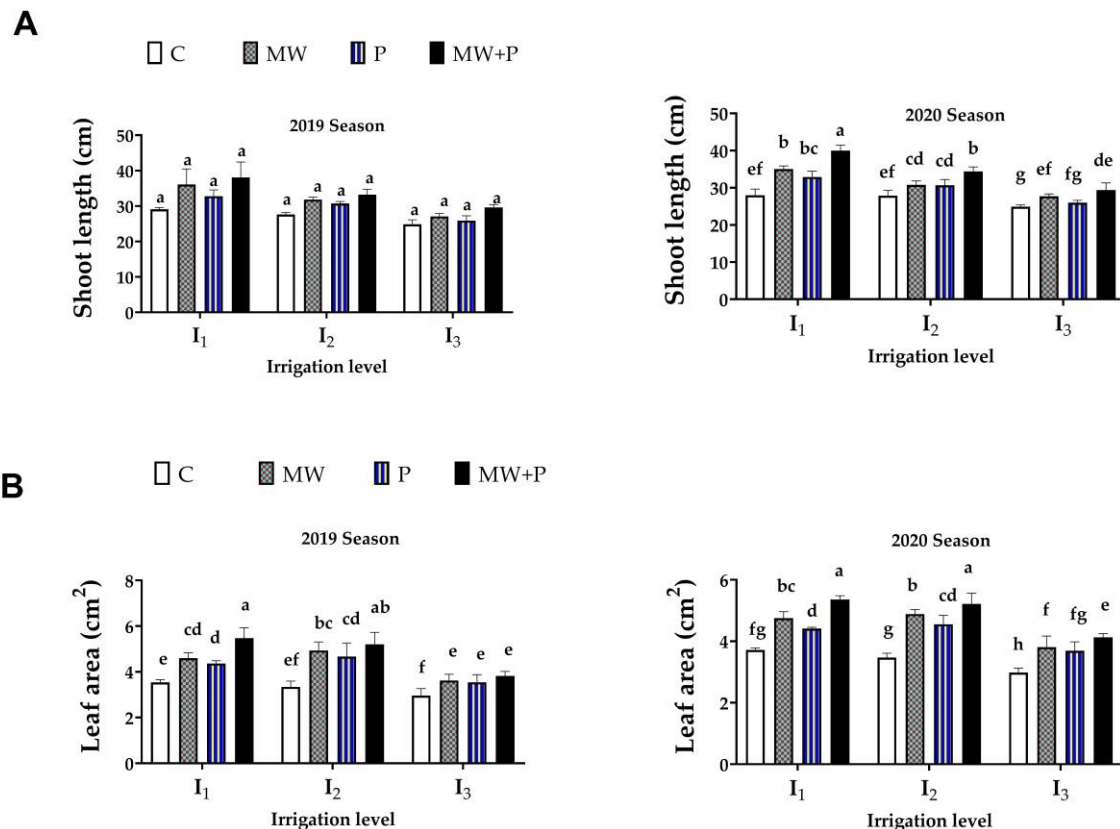 A
C MW P MW+P
2019 Season
Shoot length (cm)
50
40
30
20
10
0
a a a a a a a a a a a a
I₁ I₂ I₃
Irrigation level
2020 Season
Shoot length (cm)
50
40
30
20
10
0
ef b bc a ef cd cd b g ef fg de
I₁ I₂ I₃
Irrigation level
B
C MW P MW+P
2019 Season
Leaf area (cm²)
8
6
4
2
0
e cd d a ef bc cd ab f e e e
I₁ I₂ I₃
Irrigation level
2020 Season
Leaf area (cm²)
6
4
2
0
fg bc d a g b cd a h f fg e
I₁ I₂ I₃
Irrigation level